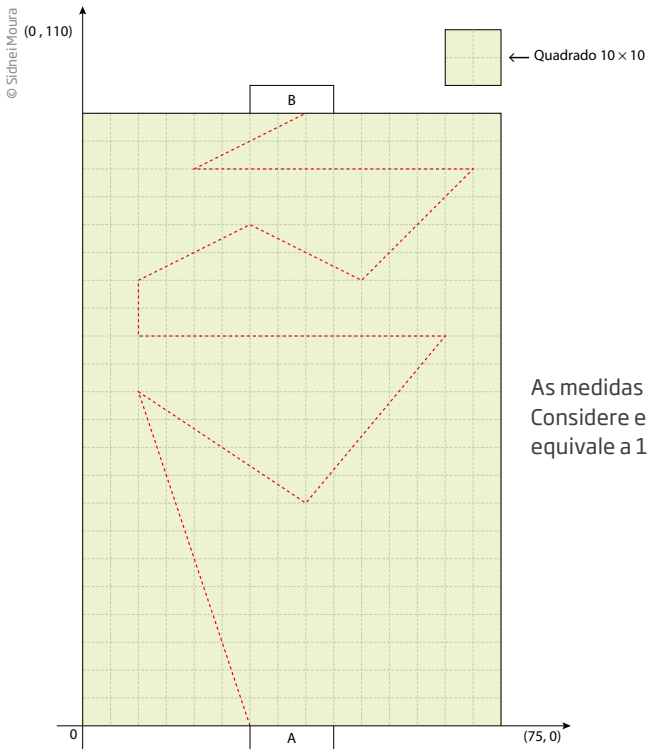 © Sidnei Moura
(0 , 110)
Quadrado 10 × 10
B
As medidas
Considere e
equivale a 1
0
A
(75, 0)